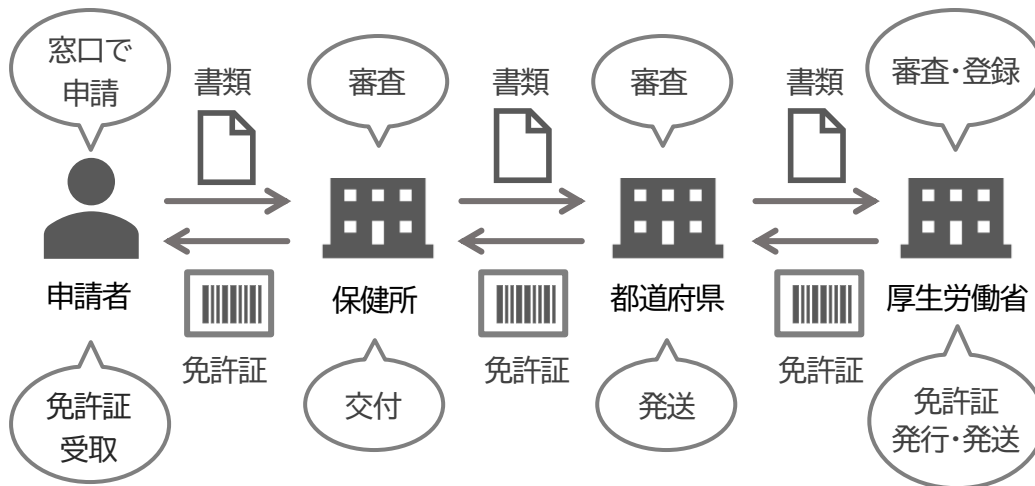 窓口で
申請
書類
審査
書類
審査
書類
審査・登録
申請者
保健所
都道府県
厚生労働省
免許証
免許証
免許証
免許証
受取
交付
発送
免許証
発行・発送